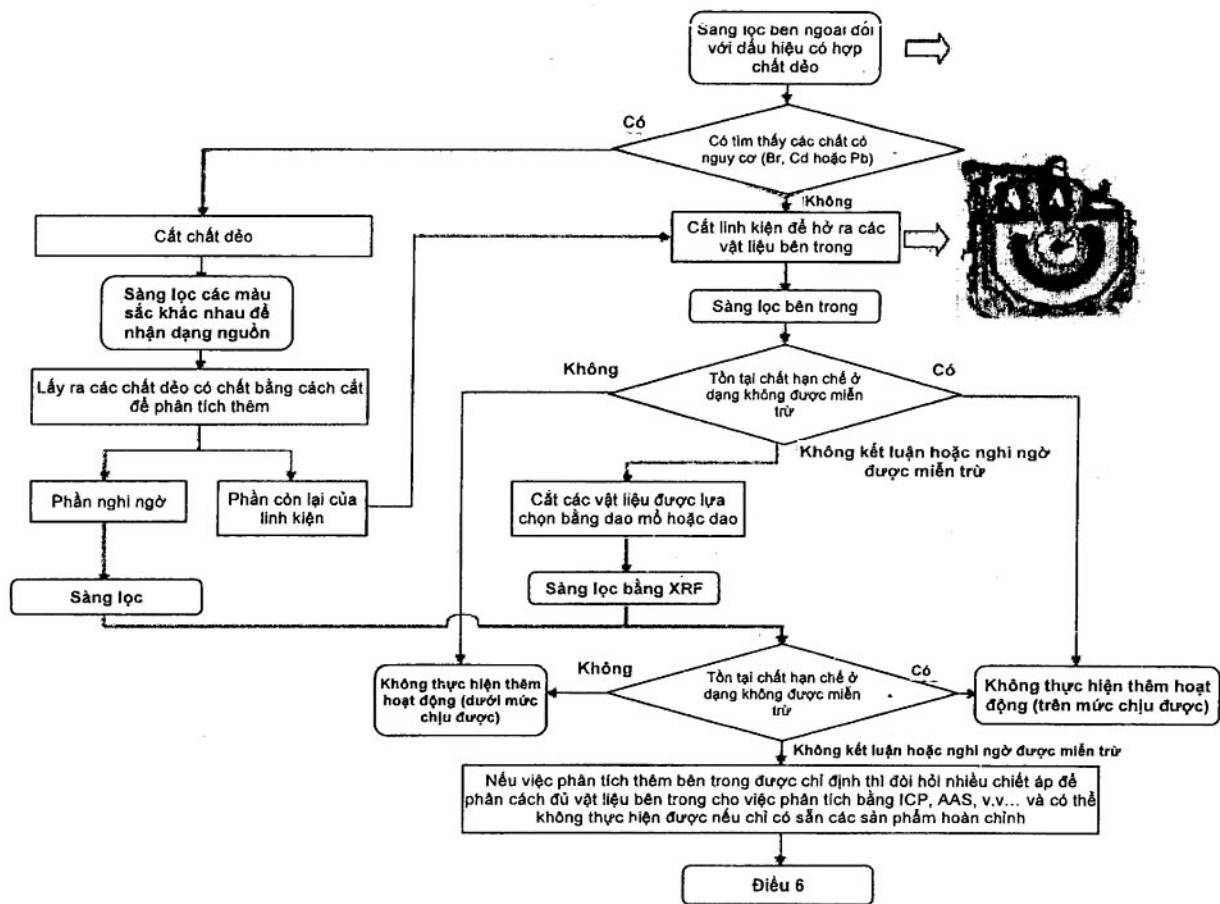 Sàng lọc bên ngoài đối
với dấu hiệu có hợp
chất dẻo
Có
Có tìm thấy các chất có
nguy cơ (Br, Cd hoặc Pb)
Không
Cắt chất dẻo
Cắt linh kiện để hở ra các
vật liệu bên trong
Sàng lọc các màu
sắc khác nhau để
nhận dạng nguồn
Sàng lọc bên trong
Lấy ra các chất dẻo có chất bằng cách cắt
để phân tích thêm
Không
Tồn tại chất hạn chế ở
dạng không được miễn
trừ
Có
Không kết luận hoặc nghi ngờ
được miễn trừ
Phần nghi ngờ
Phần còn lại của
linh kiện
Cắt các vật liệu được lựa
chọn bằng dao mổ hoặc dao
Sàng lọc
Sàng lọc bằng XRF
Không thực hiện thêm
hoạt động (dưới mức
chịu được)
Không
Tồn tại chất hạn chế ở
dạng không được miễn
trừ
Có
Không thực hiện thêm hoạt
động (trên mức chịu được)
Không kết luận hoặc nghi ngờ được miễn trừ
Nếu việc phân tích thêm bên trong được chỉ định thì đòi hỏi nhiều chiết áp để
phân cách đủ vật liệu bên trong cho việc phân tích bằng ICP, AAS, v.v... và có thể
không thực hiện được nếu chỉ có sẵn các sản phẩm hoàn chỉnh
Điều 6